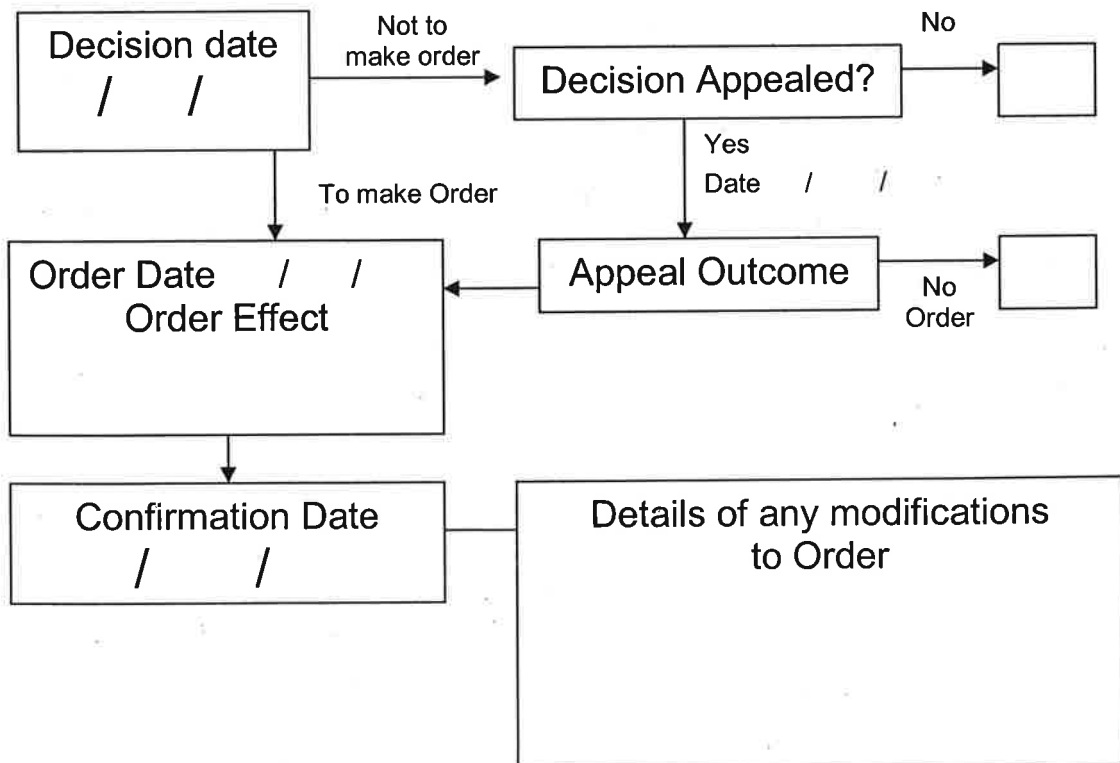 Decision date
/ /
Not to
make order
Decision Appealed?
No
Yes
Date / /
To make Order
Order Date / /
Order Effect
Appeal Outcome
No
Order
Confirmation Date
/ /
Details of any modifications
to Order